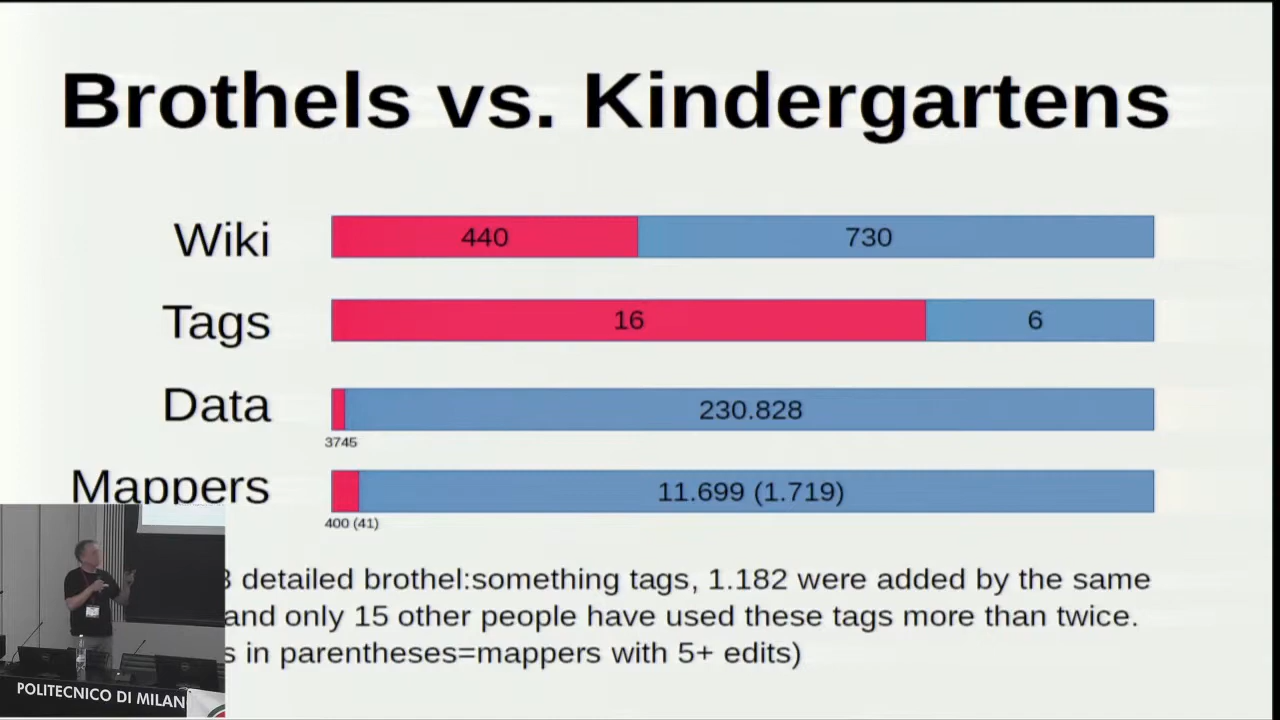 Brothels vs. Kindergartens
Wiki
440
730
Tags
16
6
Data
230.828
3745
Mappers
11.699 (1.719)
400 (41)
detailed brothel:something tags, 1.182 were added by the same
and only 15 other people have used these tags more than twice.
in parentheses=mappers with 5+ edits)
POLITECNICO DI MILAN